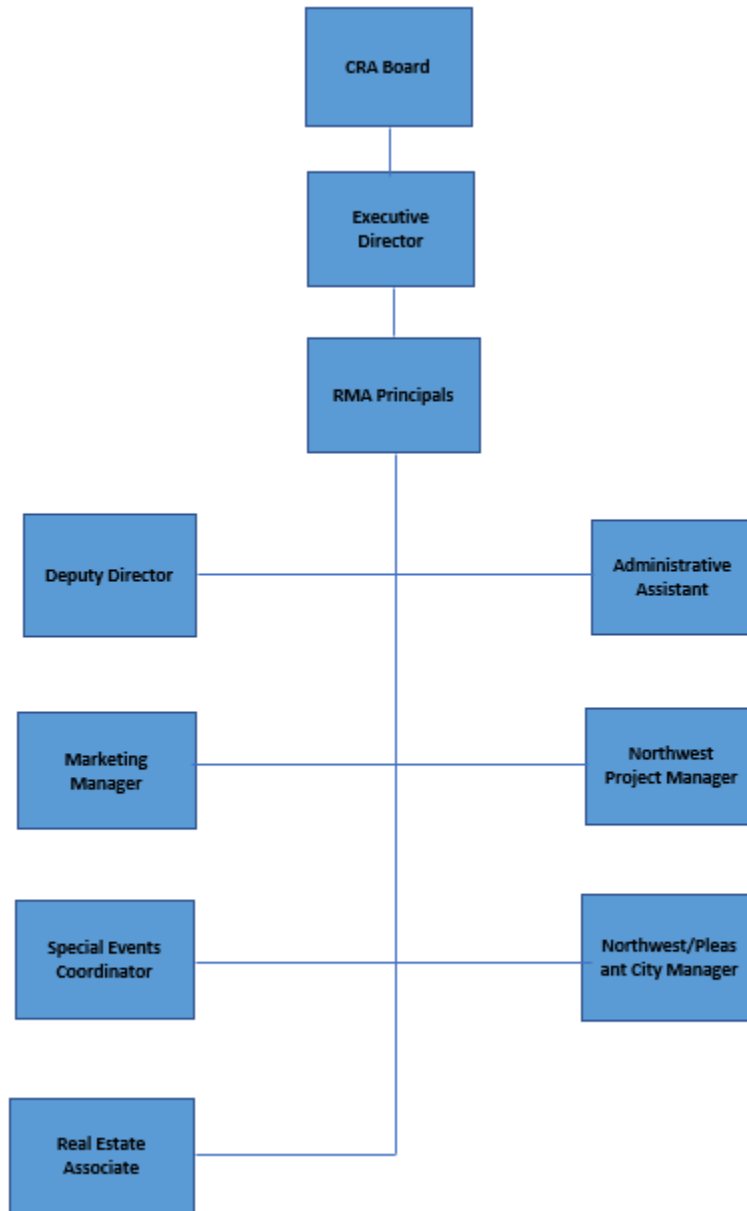 CRA Board
Executive
Director
RMA Principals
Deputy Director
Administrative
Assistant
Marketing
Manager
Northwest
Project Manager
Special Events
Coordinator
Northwest/Pleas
ant City Manager
Real Estate
Associate